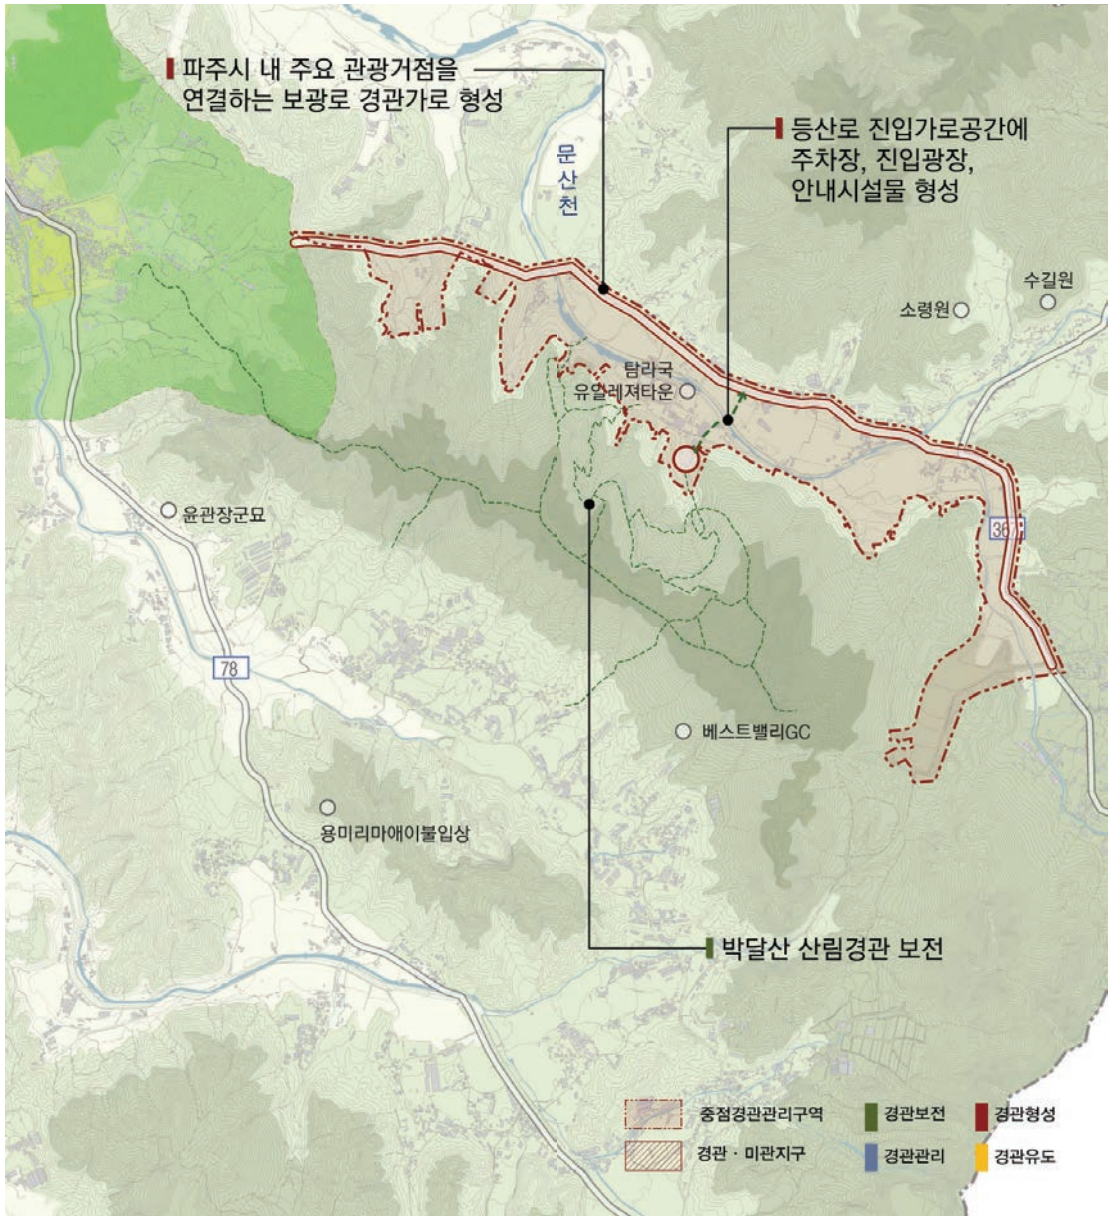 파주시 내 주요 관광거점을
연결하는 보광로 경관가로 형성
등산로 진입가로공간에
주차장, 진입광장,
안내시설물 형성
문산천
수길원
소령원
탐라국
유일레저타운
윤관장군묘
367
78
베스트밸리GC
용미리마애이불입상
박달산 산림경관 보전
중점경관관리구역
경관보전
경관형성
경관 · 미관지구
경관관리
경관유도